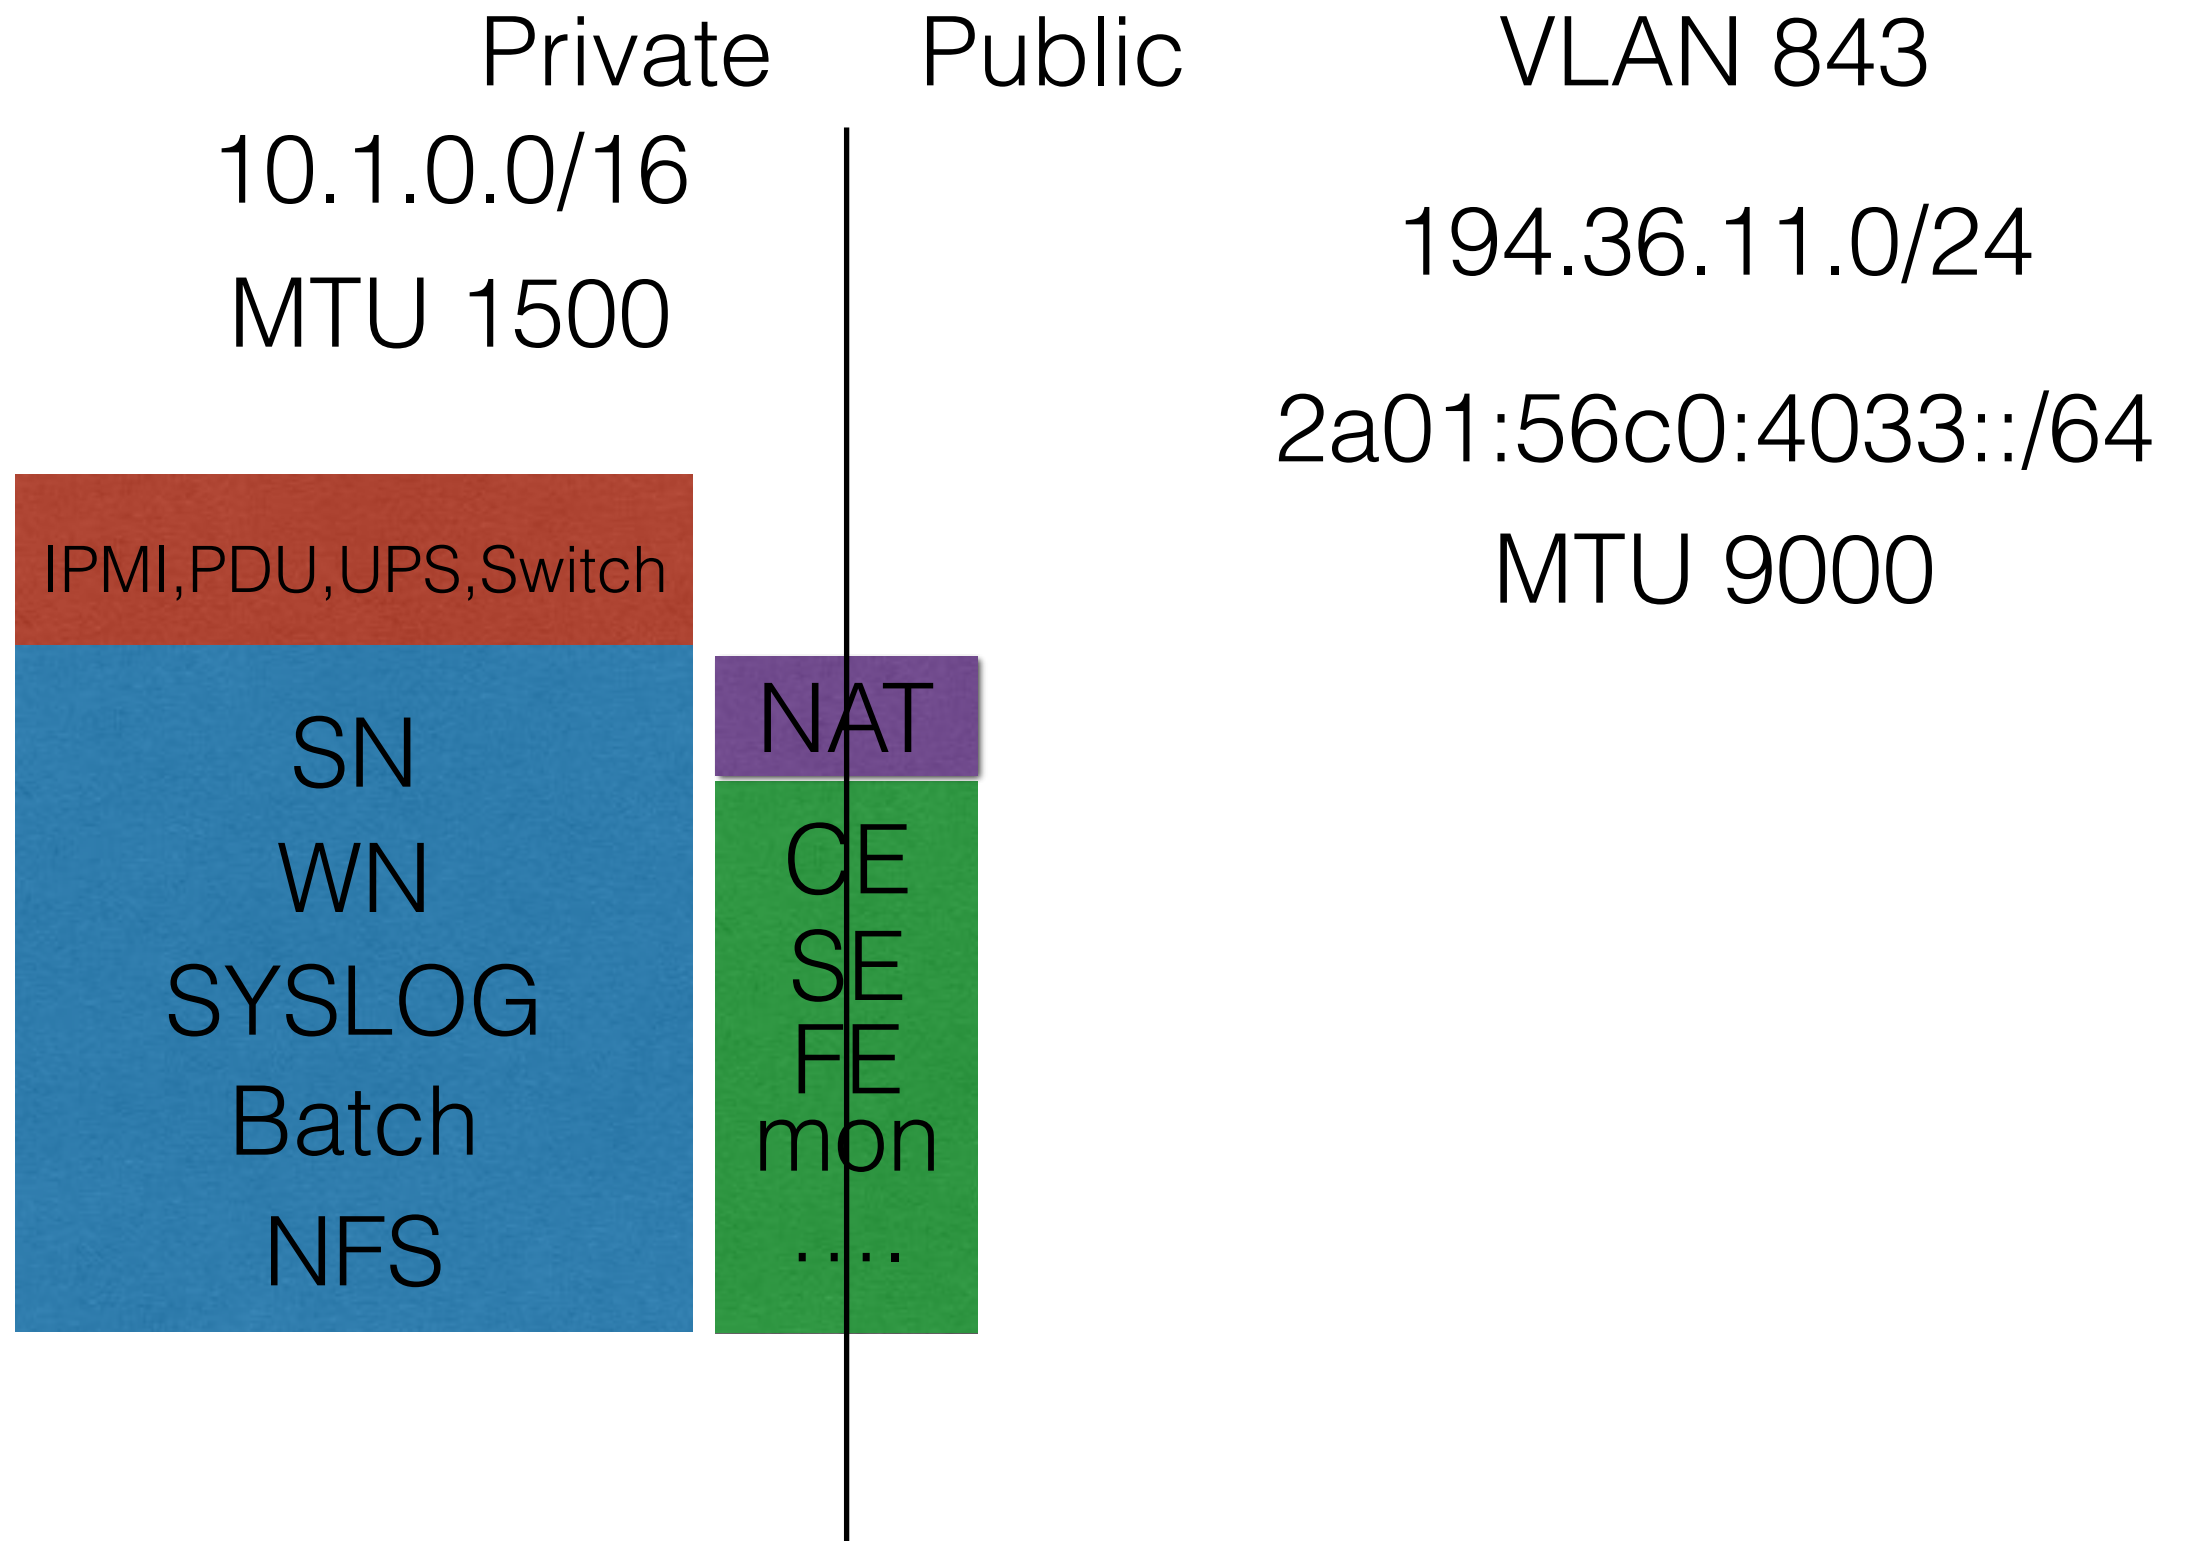 Private
Public
VLAN 843
10.1.0.0/16
MTU 1500
194.36.11.0/24
2a01:56c0:4033::/64
MTU 9000
IPMI,PDU,UPS,Switch
SN
WN
SYSLOG
Batch
NFS
NAT
CE
SE
FE
mon
....